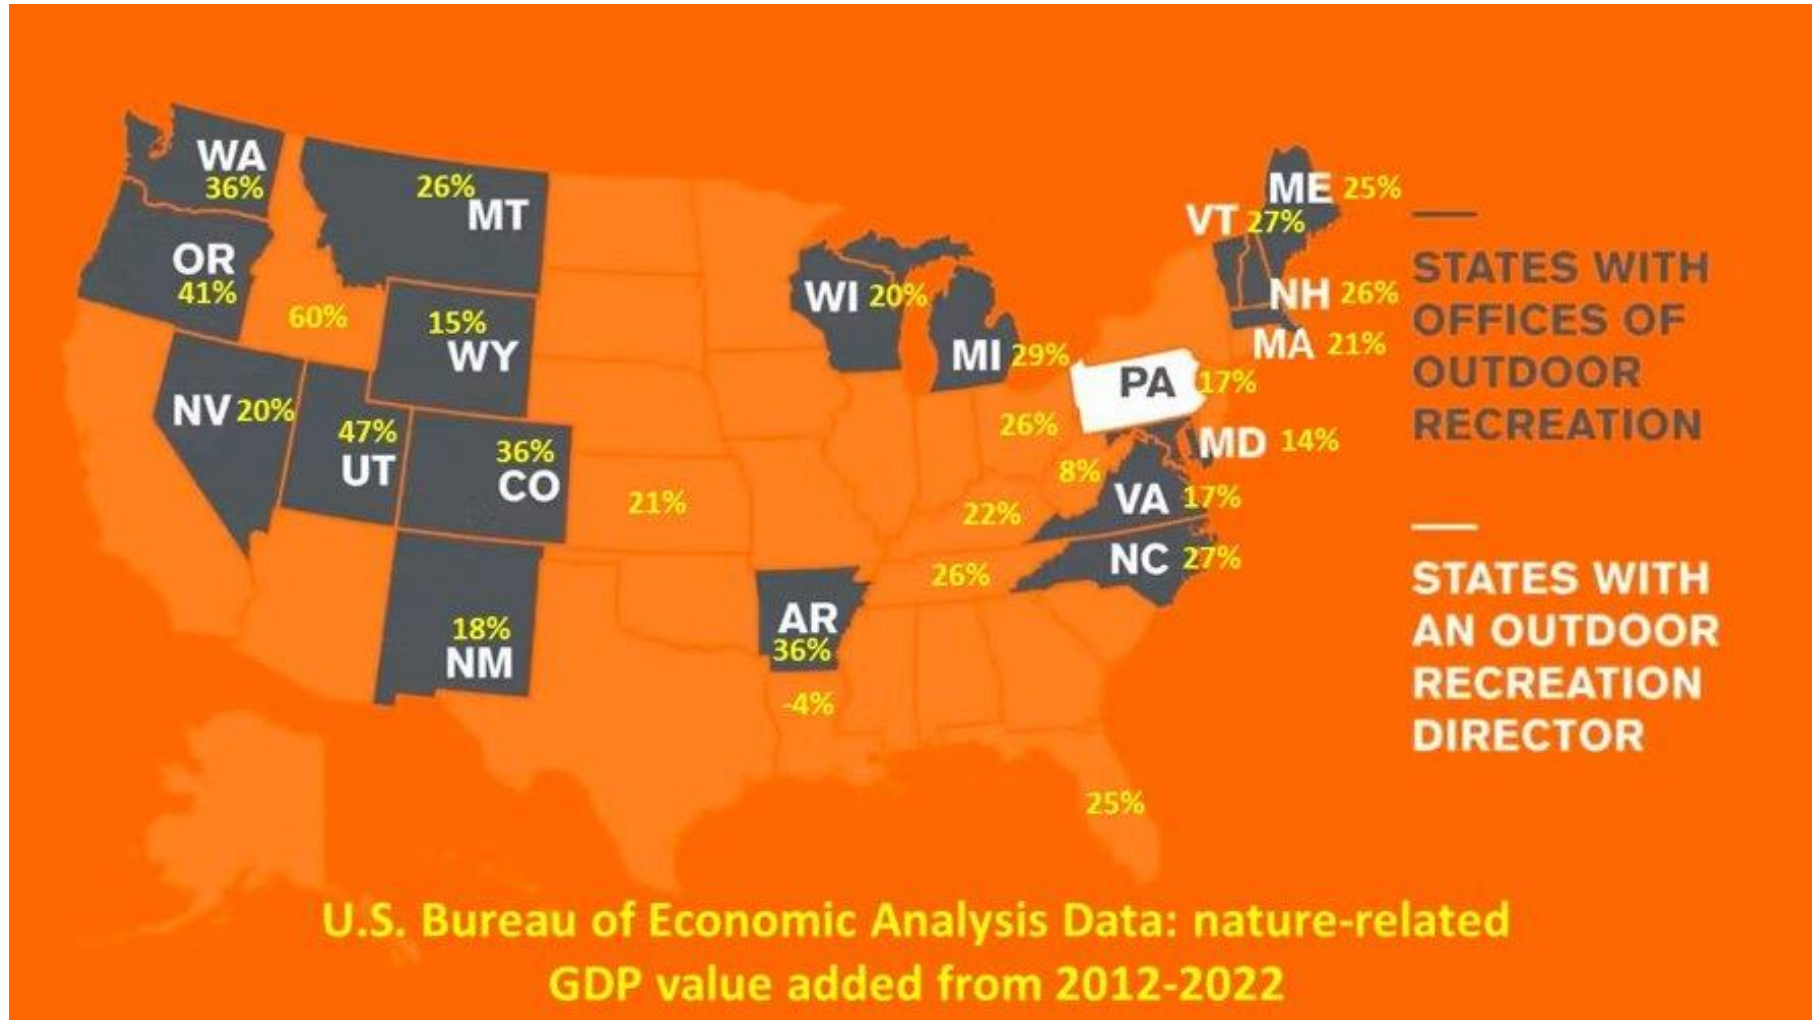 WA
36%
26%
MT
OR
41%
60%
15%
WY
NV 20%
47%
UT
36%
CO
21%
18%
NM
AR
36%
-4%
WI 20%
MI 29%
26%
8%
22%
26%
25%
ME 25%
VT 27%
NH 26%
MA 21%
PA 17%
MD 14%
VA 17%
NC 27%
STATES WITH
OFFICES OF
OUTDOOR
RECREATION
STATES WITH
AN OUTDOOR
RECREATION
DIRECTOR
U.S. Bureau of Economic Analysis Data: nature-related
GDP value added from 2012-2022